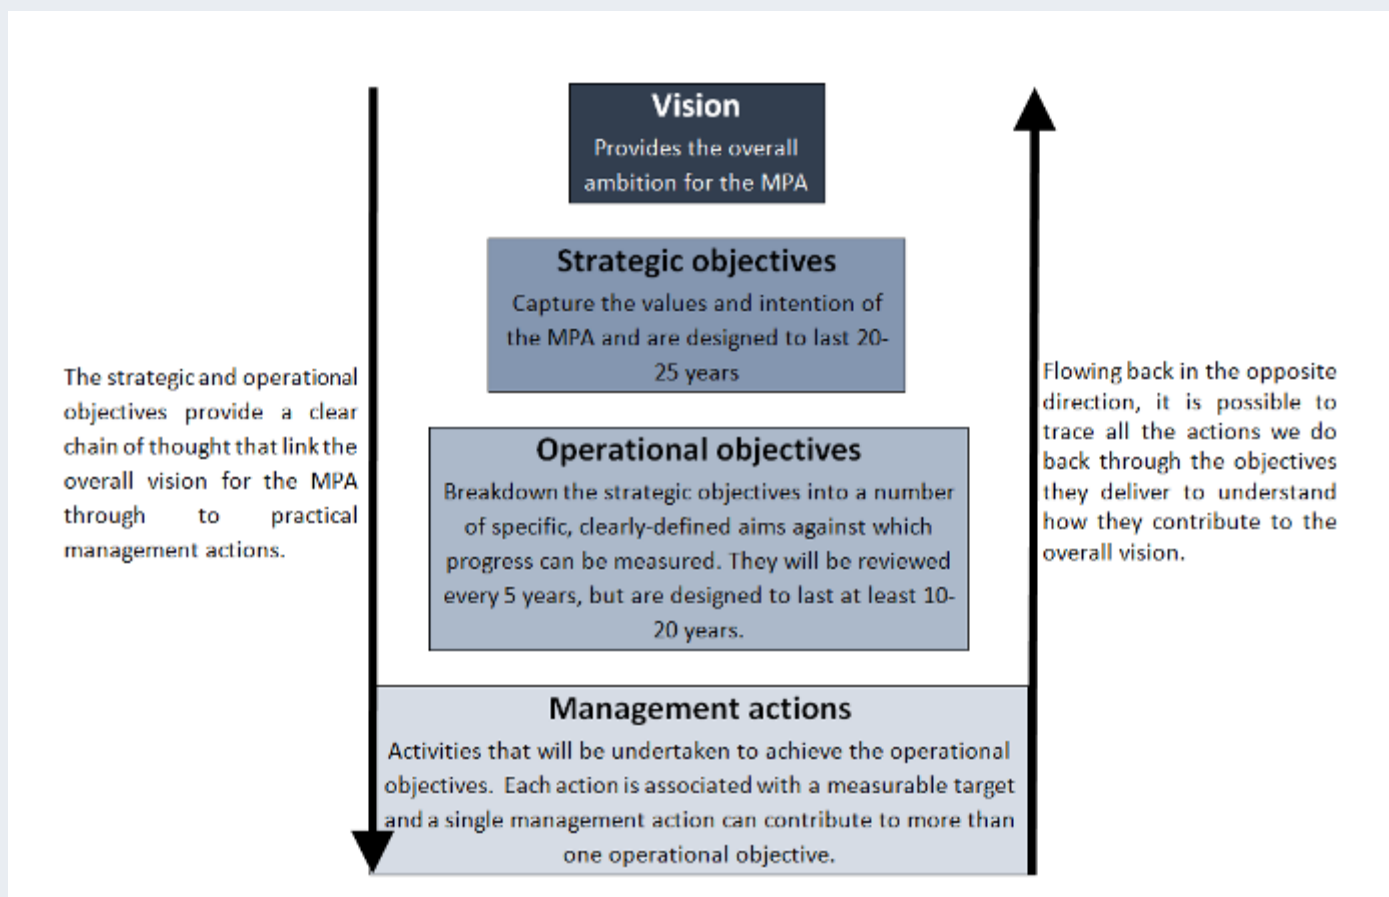 Vision
Provides the overall
ambition for the MPA
Strategic objectives
Capture the values and intention of
the MPA and are designed to last 20-
25 years
The strategic and operational
objectives provide a clear
chain of thought that link the
overall vision for the MPA
through to practical
management actions.
Operational objectives
Breakdown the strategic objectives into a number
of specific, clearly-defined aims against which
progress can be measured. They will be reviewed
every 5 years, but are designed to last at least 10-
20 years.
Flowing back in the opposite
direction, it is possible to
trace all the actions we do
back through the objectives
they deliver to understand
how they contribute to the
overall vision.
Management actions
Activities that will be undertaken to achieve the operational
objectives. Each action is associated with a measurable target
and a single management action can contribute to more than
one operational objective.